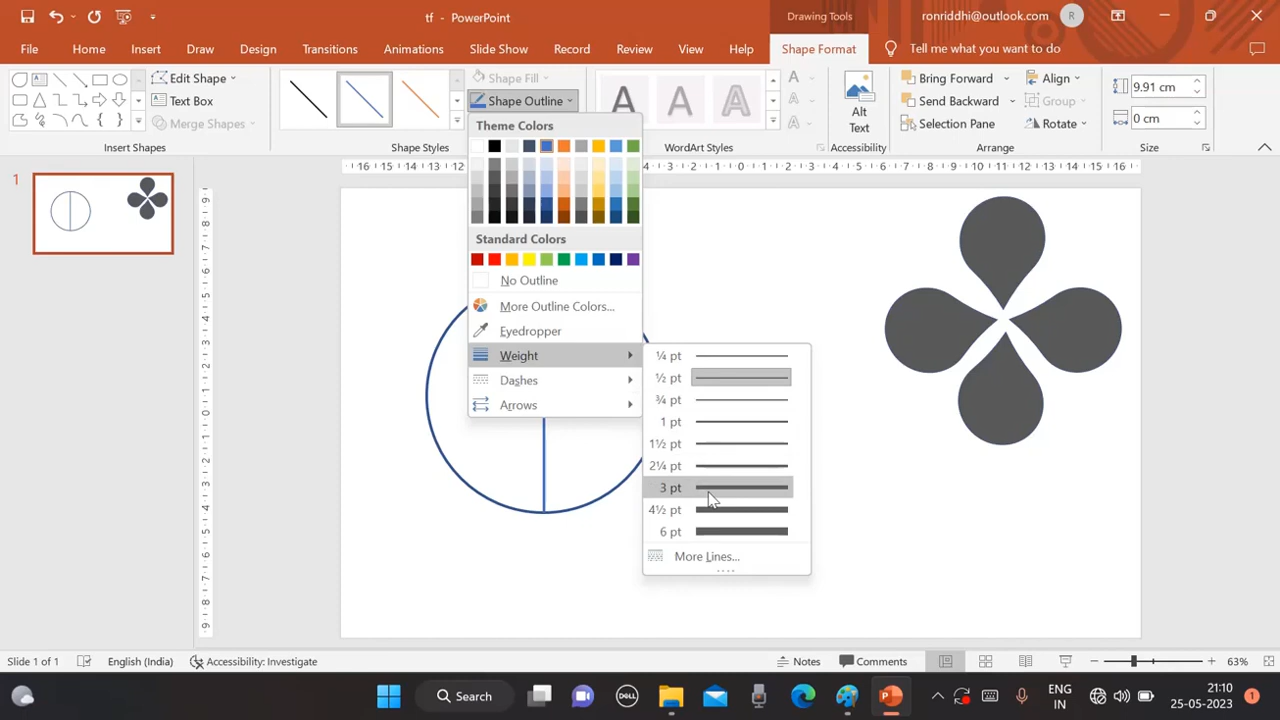 tf - PowerPoint
Drawing Tools
ronriddhi@outlook.com
R
File
Home
Insert
Draw
Design
Transitions
Animations
Slide Show
Record
Review
View
Help
Shape Format
Tell me what you want to do
Edit Shape
Text Box
Merge Shapes
Insert Shapes
Shape Styles
Shape Fill
Shape Outline
A A A
WordArt Styles
Alt
Text
Accessibility
Bring Forward
Send Backward
Selection Pane
Align
Group
Rotate
Arrange
9.91 cm
0 cm
Size
Theme Colors
Standard Colors
No Outline
More Outline Colors...
Eyedropper
Weight
Dashes
Arrows
¼ pt
½ pt
¾ pt
1 pt
1½ pt
2¼ pt
3 pt
4½ pt
6 pt
More Lines...
1
Slide 1 of 1
English (India)
Accessibility: Investigate
Notes
Comments
63%
Search
DELL
ENG
IN
21:10
25-05-2023
1